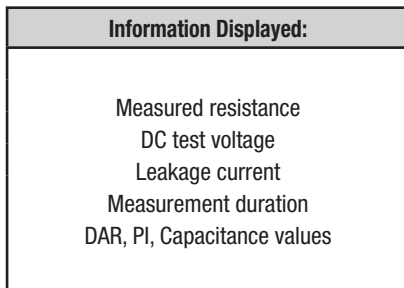 Information Displayed:
Measured resistance
DC test voltage
Leakage current
Measurement duration
DAR, PI, Capacitance values